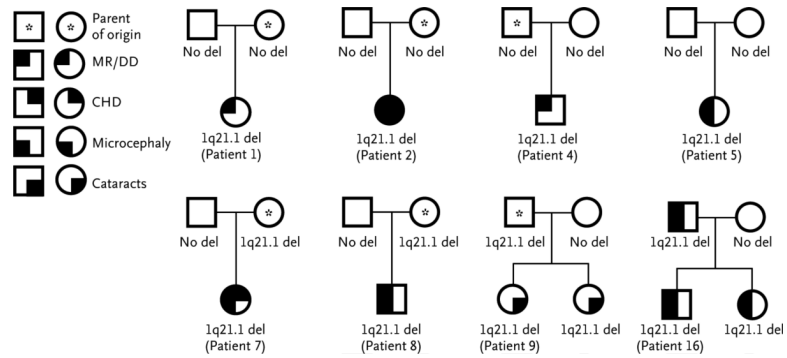 Parent
of origin
MR/DD
CHD
Microcephaly
Cataracts
No del
No del
1q21.1 del
(Patient 1)
No del
No del
1q21.1 del
(Patient 2)
No del
No del
1q21.1 del
(Patient 4)
No del
No del
1q21.1 del
(Patient 5)
No del
1q21.1 del
1q21.1 del
(Patient 7)
No del
1q21.1 del
1q21.1 del
(Patient 8)
1q21.1 del
No del
1q21.1 del
(Patient 9)
1q21.1 del
1q21.1 del
No del
1q21.1 del
(Patient 16)
1q21.1 del